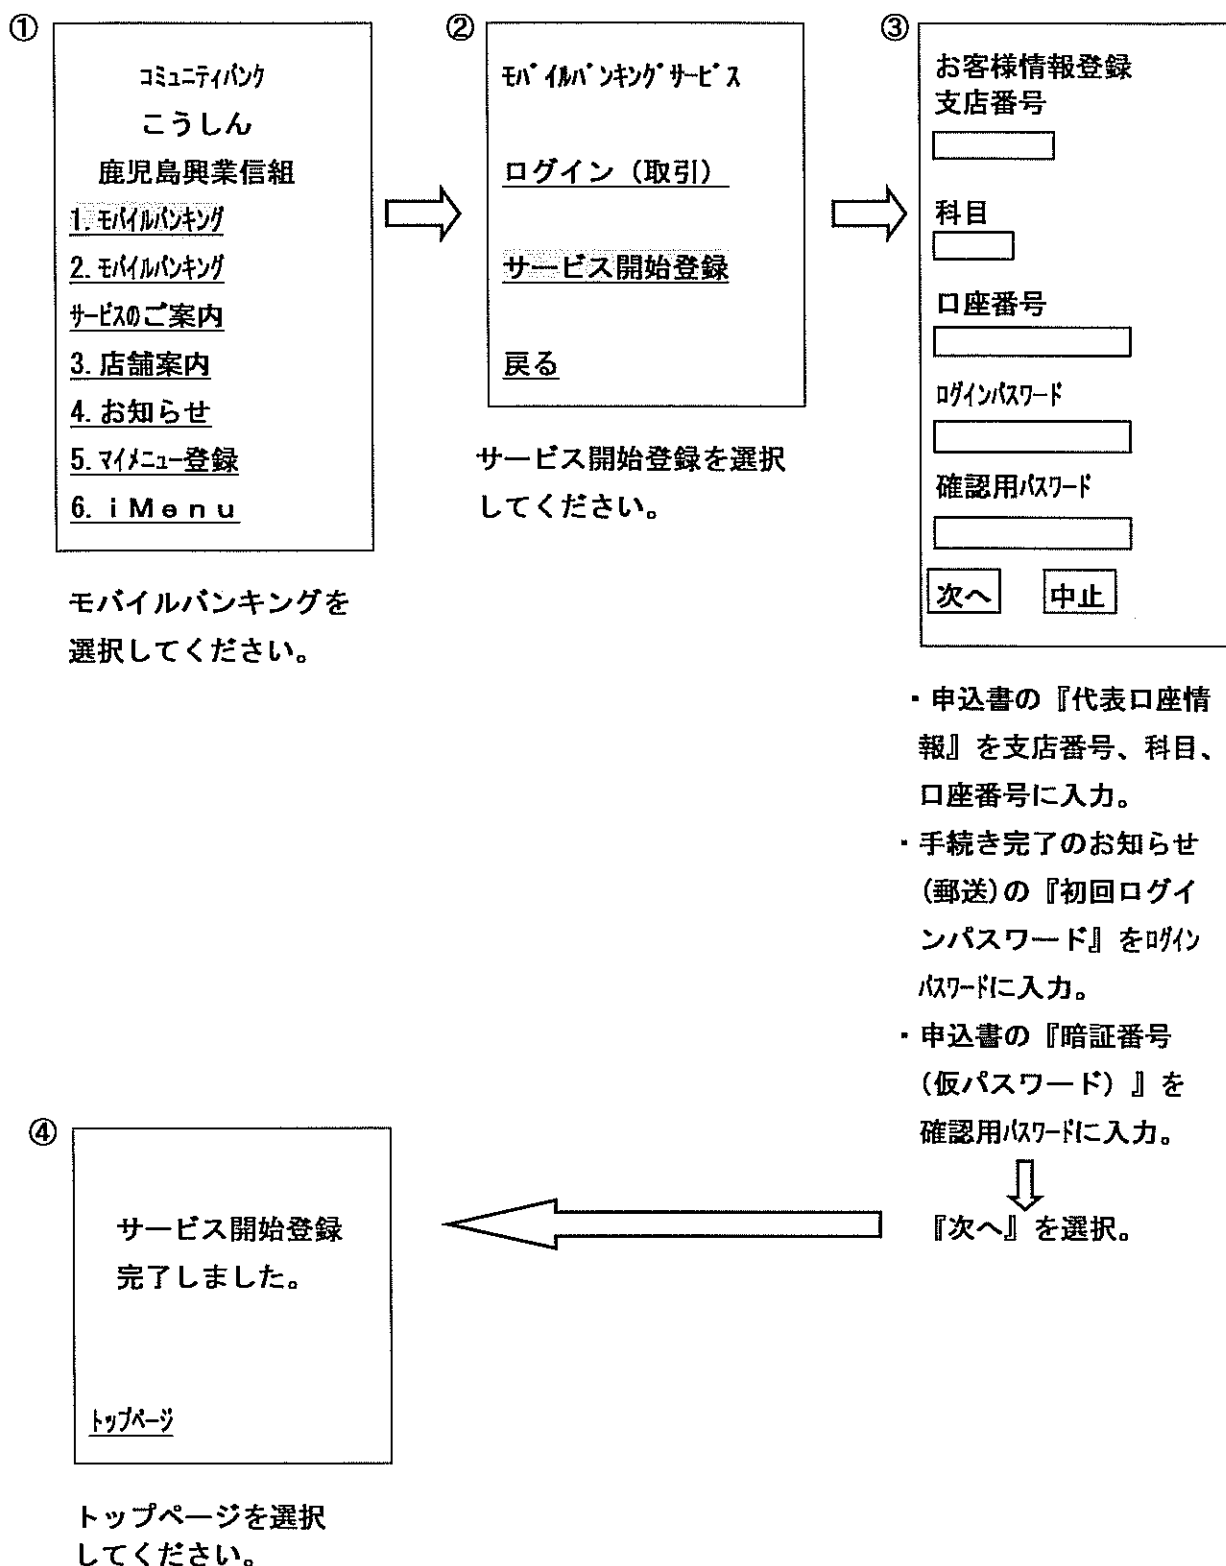 ①
コミュニティバンク
こうしん
鹿児島興業信組
1. モバイルバンキング
2. モバイルバンキング
サービスのご案内
3. 店舗案内
4. お知らせ
5. マイメニュー登録
6. iMenu
モバイルバンキングを
選択してください。
②
モバイルバンキングサービス
ログイン（取引）
サービス開始登録
戻る
サービス開始登録を選択
してください。
③
お客様情報登録
支店番号
科目
口座番号
ログインパスワード
確認用パスワード
次へ 中止
・申込書の『代表口座情
報』を支店番号、科目、
口座番号に入力。
・手続き完了のお知らせ
(郵送)の『初回ログイ
ンパスワード』をログイン
パスワードに入力。
・申込書の『暗証番号
（仮パスワード）』を
確認用パスワードに入力。
『次へ』を選択。
④
サービス開始登録
完了しました。
トップページ
トップページを選択
してください。